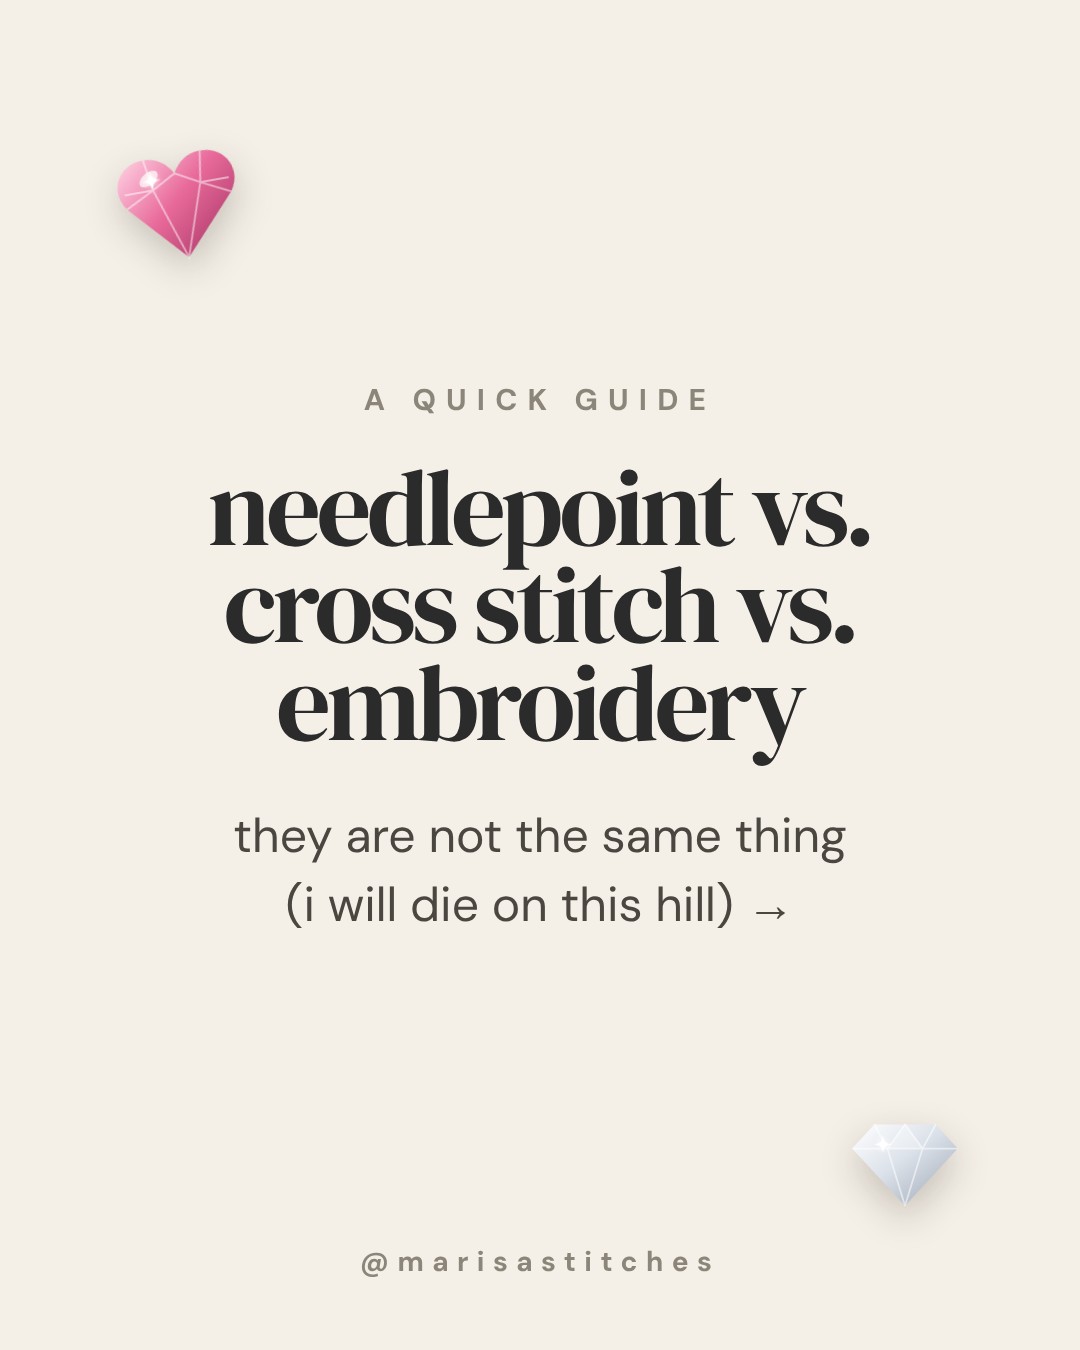 A QUICK GUIDE
needlepoint vs.
cross stitch vs.
embroidery
they are not the same thing
(i will die on this hill) →
@marisastitches